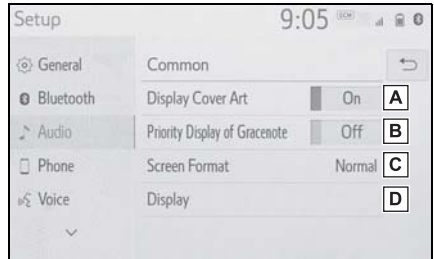 Setup 9:05 DCM
General Common
Bluetooth Display Cover Art On A
Audio Priority Display of Gracenote Off B
Phone Screen Format Normal C
Voice Display D